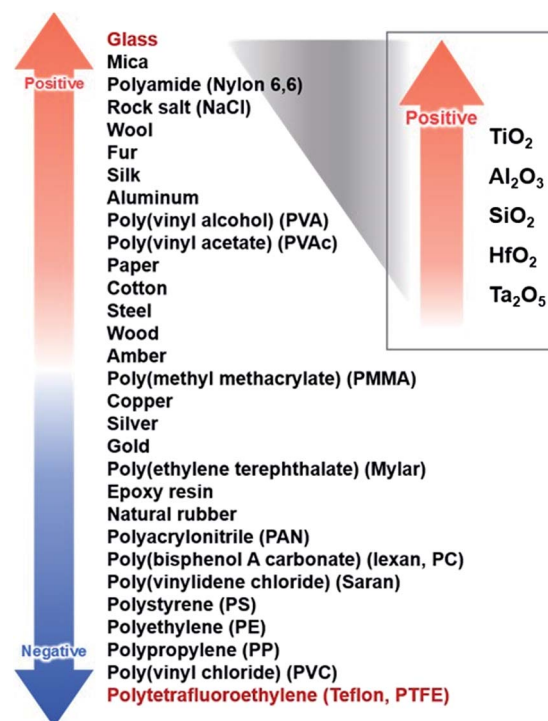 Positive
Glass
Mica
Polyamide (Nylon 6,6)
Rock salt (NaCl)
Wool
Fur
Silk
Aluminum
Poly(vinyl alcohol) (PVA)
Poly(vinyl acetate) (PVAc)
Paper
Cotton
Steel
Wood
Amber
Poly(methyl methacrylate) (PMMA)
Copper
Silver
Gold
Poly(ethylene terephthalate) (Mylar)
Epoxy resin
Natural rubber
Polyacrylonitrile (PAN)
Poly(bisphenol A carbonate) (lexan, PC)
Poly(vinylidene chloride) (Saran)
Polystyrene (PS)
Polyethylene (PE)
Polypropylene (PP)
Poly(vinyl chloride) (PVC)
Polytetrafluoroethylene (Teflon, PTFE)
Negative
Positive
TiO₂
Al₂O₃
SiO₂
HfO₂
Ta₂O₅